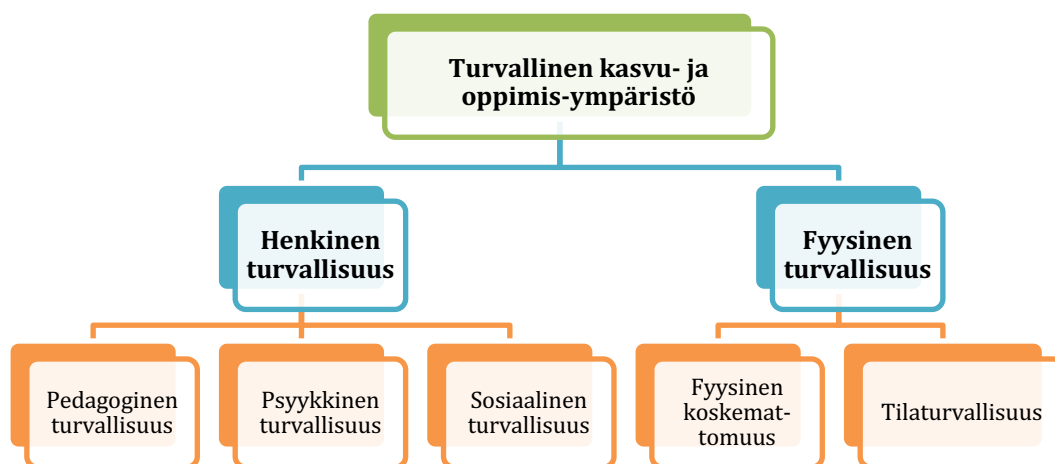 Turvallinen kasvu- ja
oppimis-ympäristö
Henkinen
turvallisuus
Fyysinen
turvallisuus
Pedagoginen
turvallisuus
Psyykkinen
turvallisuus
Sosiaalinen
turvallisuus
Fyysinen
koskemat-
tomuus
Tilaturvallisuus